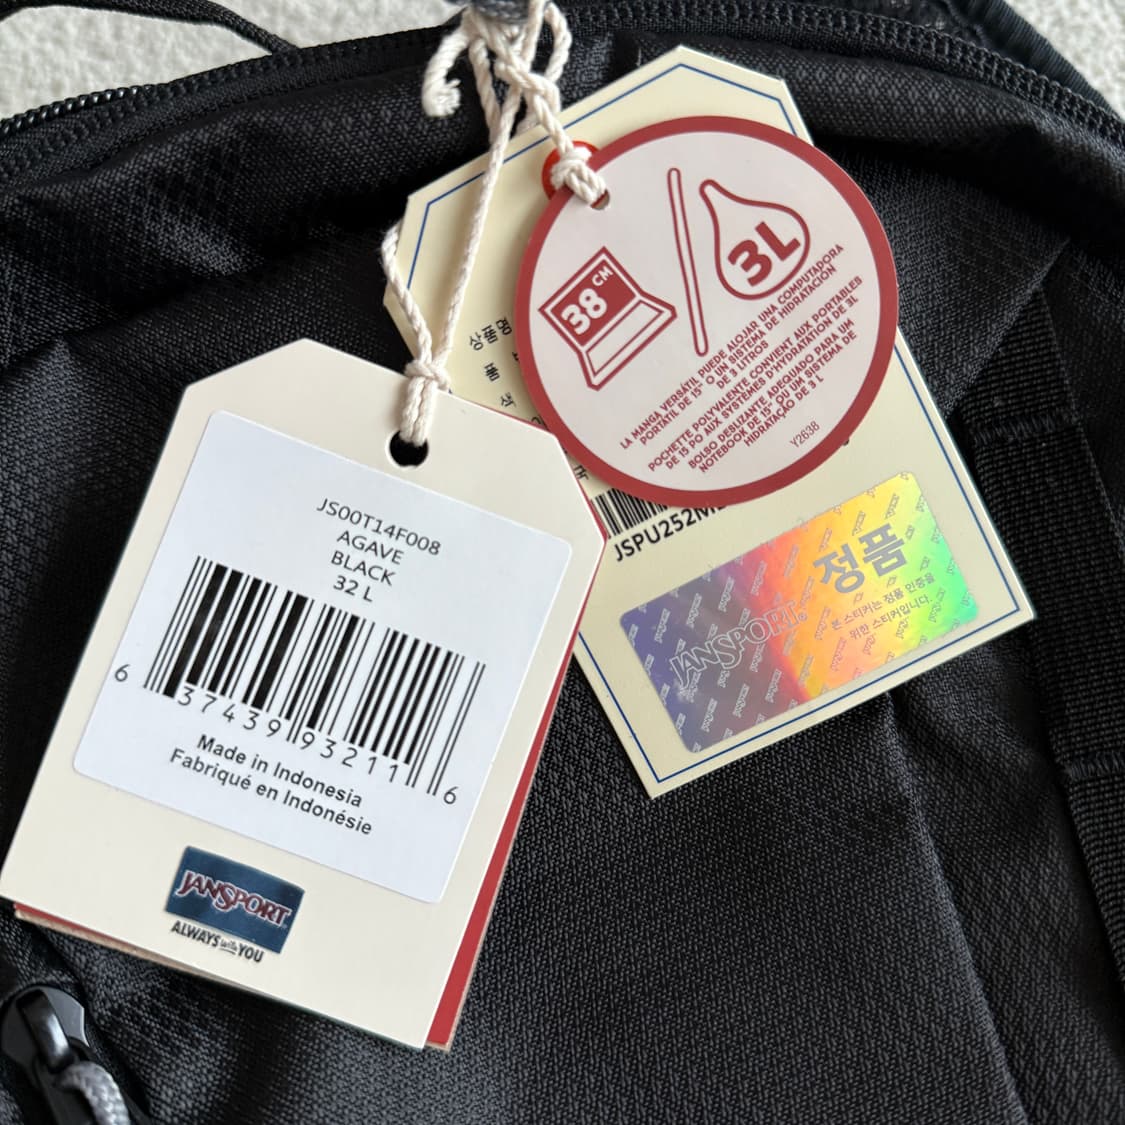 JS00T14F008
AGAVE
BLACK
32 L
6 37439 93211 6
Made in Indonesia
Fabriqué en Indonésie
JANSPORT
ALWAYS with YOU
38 CM
3L
LA MANGA VERSÁTIL PUEDE ALOJAR UNA COMPUTADORA
PORTÁTIL DE 15" O UN SISTEMA DE HIDRATACIÓN
DE 3 LITROS
POCHETTE POLYVALENTE CONVIENT AUX PORTABLES
DE 15 PO AUX SYSTÈMES D'HYDRATATION DE 3L
BOLSO DESLIZANTE ADEQUADO PARA UM
NOTEBOOK DE 15" OU UM SISTEMA DE
HIDRATAÇÃO DE 3 L
Y2638
상품
품
색
JSPU252M
정품
JANSPORT®
본 스티커는 정품 인증을
위한 스티커입니다.